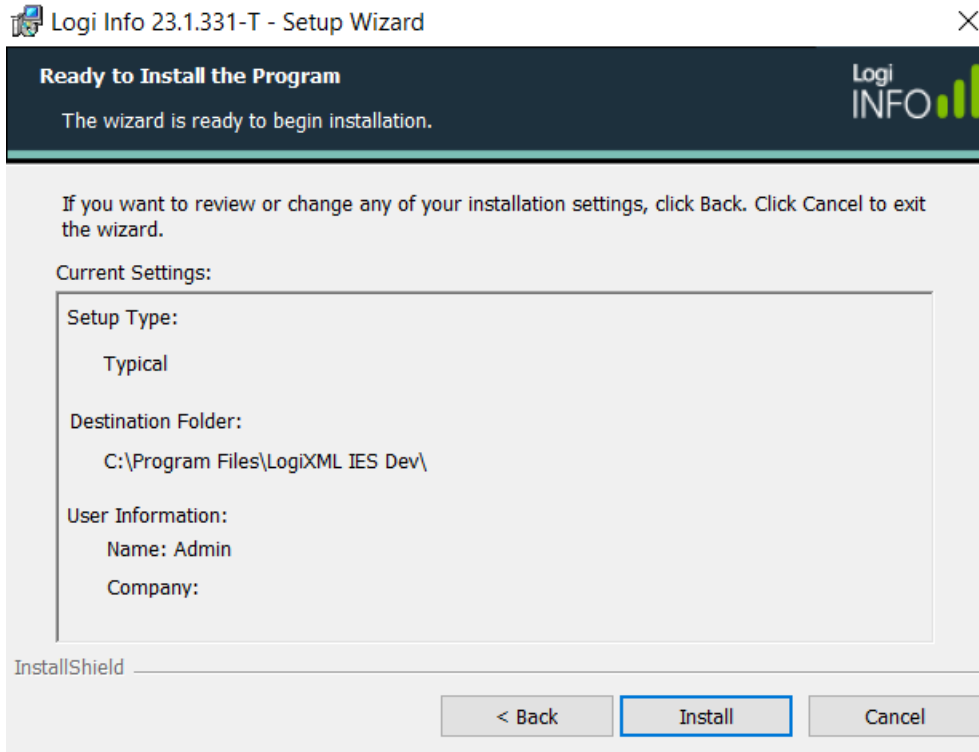 Logi Info 23.1.331-T - Setup Wizard
Ready to Install the Program
Logi
INFO
The wizard is ready to begin installation.
If you want to review or change any of your installation settings, click Back. Click Cancel to exit
the wizard.
Current Settings:
Setup Type:
Typical
Destination Folder:
C:\Program Files\LogiXML IES Dev\
User Information:
Name: Admin
Company:
InstallShield
< Back
Install
Cancel